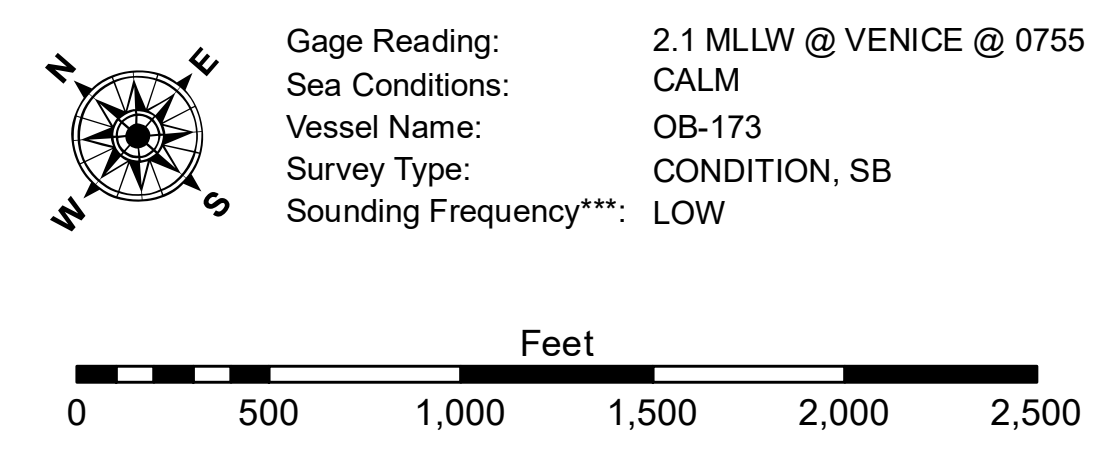 N
E
W
S
Gage Reading: 2.1 MLLW @ VENICE @ 0755
Sea Conditions: CALM
Vessel Name: OB-173
Survey Type: CONDITION, SB
Sounding Frequency***: LOW
Feet
0 500 1,000 1,500 2,000 2,500